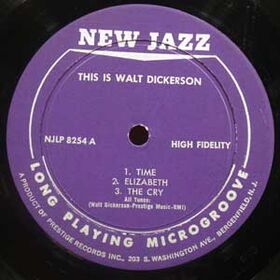 NEW JAZZ
THIS IS WALT DICKERSON
NJLP 8254 A
HIGH FIDELITY
1. TIME
2. ELIZABETH
3. THE CRY
All Tunes:
(Walt Dickerson-Prestige Music-BMI)
LONG PLAYING MICROGROOVE
A PRODUCT OF PRESTIGE RECORDS INC., 203 S. WASHINGTON AVE., BERGENFIELD, N. J.